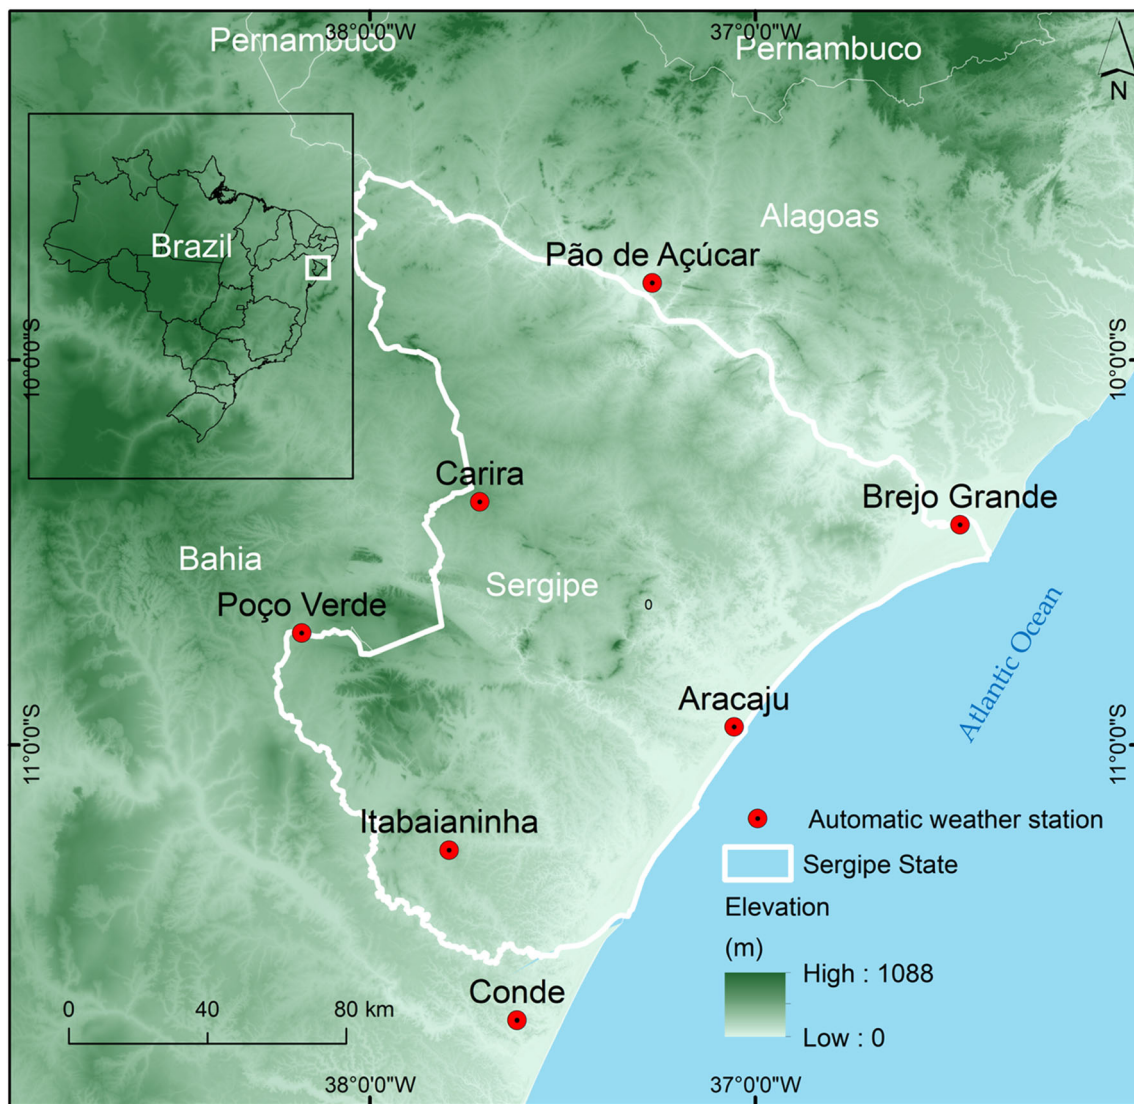 38°0'0"W
37°0'0"W
Pernambuco
Pernambuco
N
Alagoas
Brazil
Pão de Açúcar
10°0'0"S
10°0'0"S
Carira
Brejo Grande
Bahia
Sergipe
Poço Verde
0
Atlantic Ocean
Aracaju
11°0'0"S
11°0'0"S
Itabaianinha
Automatic weather station
Sergipe State
Elevation
(m)
High : 1088
Low : 0
Conde
0 40 80 km
38°0'0"W
37°0'0"W